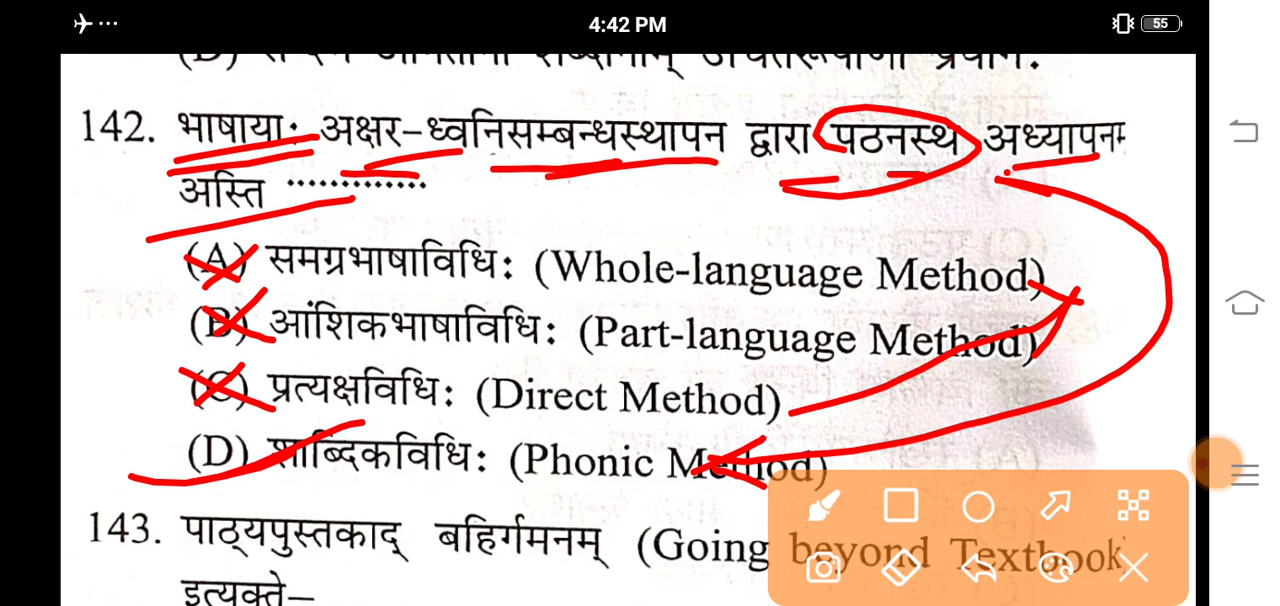 4:42 PM
55
142. भाषायाः अक्षर-ध्वनिसम्बन्धस्थापन द्वारा पठनस्थ अध्यापनम्
अस्ति .............
(A) समग्रभाषाविधिः (Whole-language Method)
(B) आंशिकभाषाविधिः (Part-language Method)
(C) प्रत्यक्षविधिः (Direct Method)
(D) शाब्दिकविधिः (Phonic Method)
143. पाठ्यपुस्तकाद् बहिर्गमनम् (Going beyond Textbook)
इत्युक्ते–